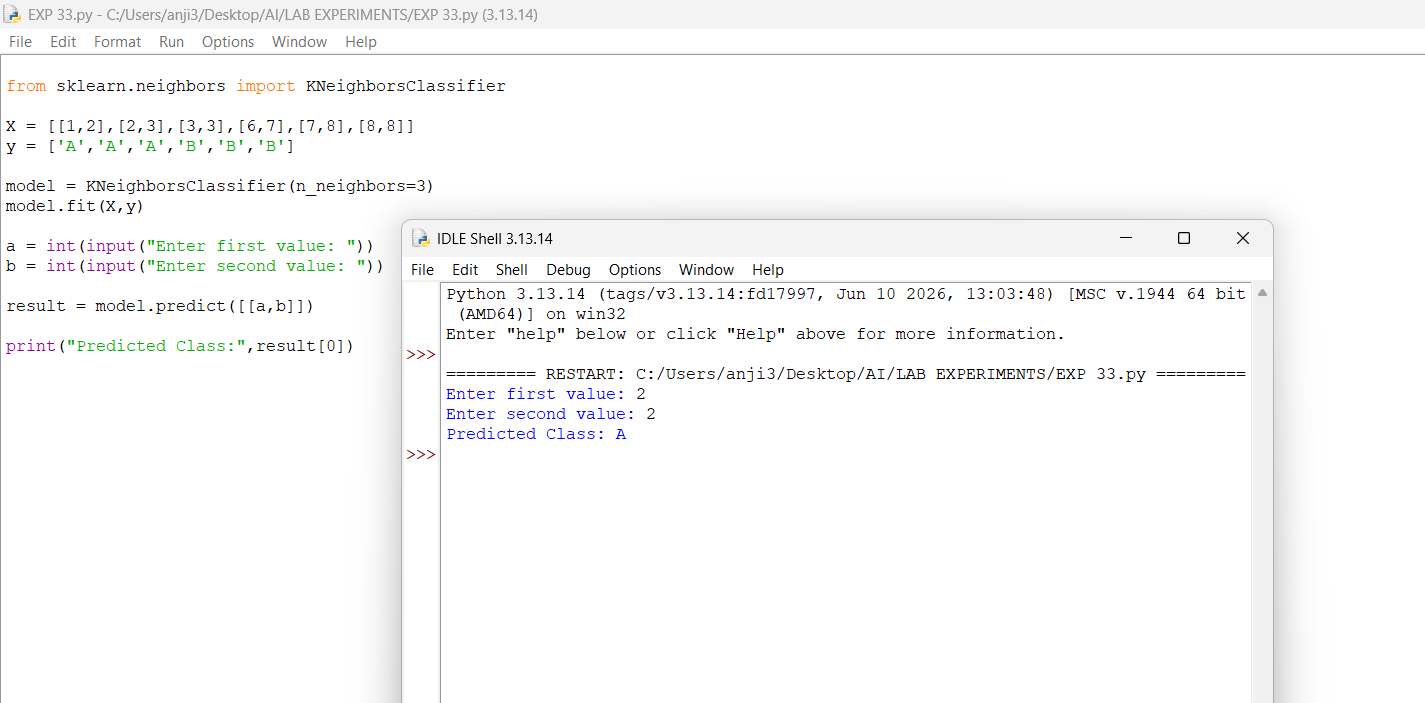 EXP 33.py - C:/Users/anji3/Desktop/AI/LAB EXPERIMENTS/EXP 33.py (3.13.14)
File Edit Format Run Options Window Help
from sklearn.neighbors import KNeighborsClassifier
X = [[1,2],[2,3],[3,3],[6,7],[7,8],[8,8]]
y = ['A','A','A','B','B','B']
model = KNeighborsClassifier(n_neighbors=3)
model.fit(X,y)
a = int(input("Enter first value: "))
b = int(input("Enter second value: "))
result = model.predict([[a,b]])
print("Predicted Class:",result[0])
IDLE Shell 3.13.14
File Edit Shell Debug Options Window Help
Python 3.13.14 (tags/v3.13.14:fd17997, Jun 10 2026, 13:03:48) [MSC v.1944 64 bit
(AMD64)] on win32
Enter "help" below or click "Help" above for more information.
>>>
========= RESTART: C:/Users/anji3/Desktop/AI/LAB EXPERIMENTS/EXP 33.py =========
Enter first value: 2
Enter second value: 2
Predicted Class: A
>>>